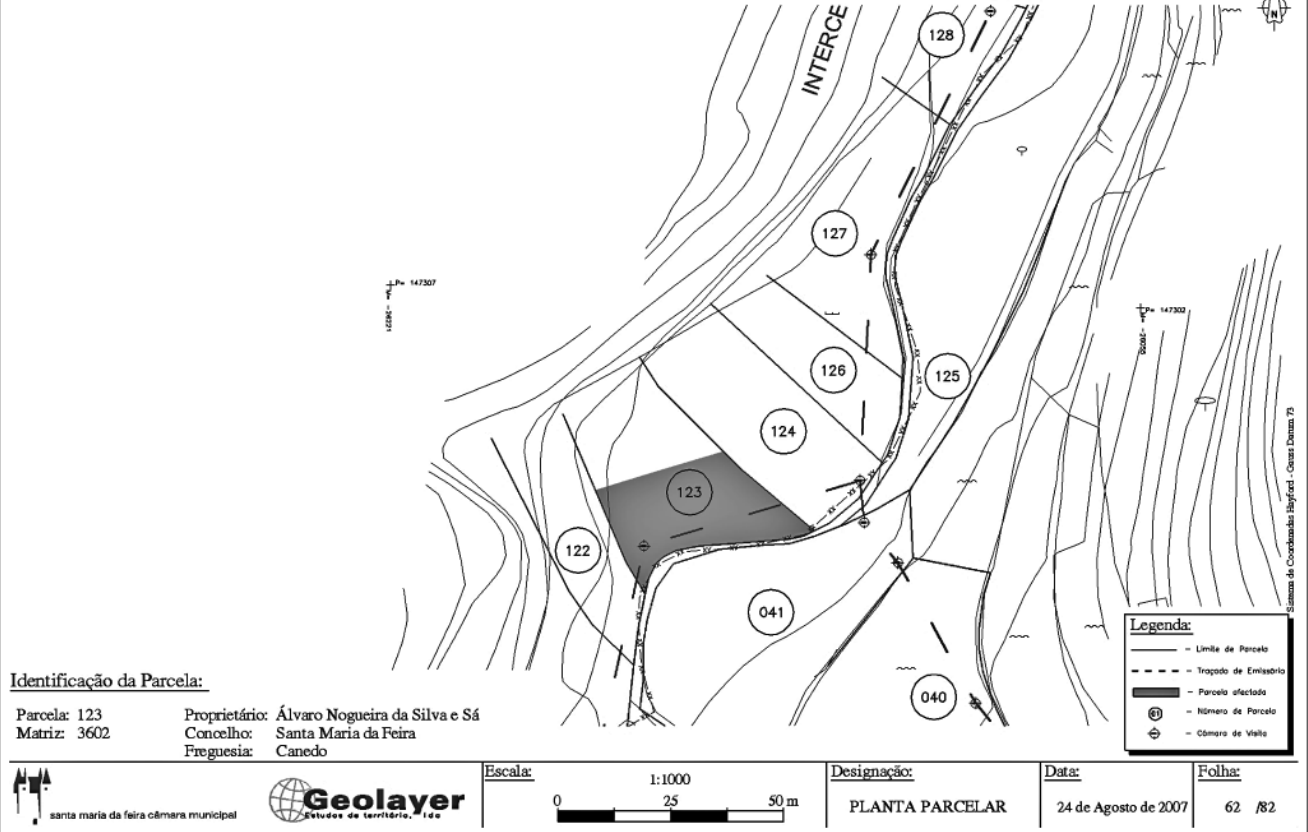 N
INTERCE
128
127
P= 147307
M= -26221
P= 147302
126
125
124
123
122
041
040
Sistema de Coordenadas Hayford - Gauss Datum 73
Legenda:
- Limite de Parcela
- Traçado de Emissário
- Parcela afectada
61 - Número de Parcela
- Câmara de Visita
Identificação da Parcela:
Parcela: 123
Matriz: 3602
Proprietário: Álvaro Nogueira da Silva e Sá
Concelho: Santa Maria da Feira
Freguesia: Canedo
santa maria da feira câmara municipal
Geolayer
Estudos de território, lda
Escala:
1:1000
0 25 50 m
Designação:
PLANTA PARCELAR
Data:
24 de Agosto de 2007
Folha:
62 /82